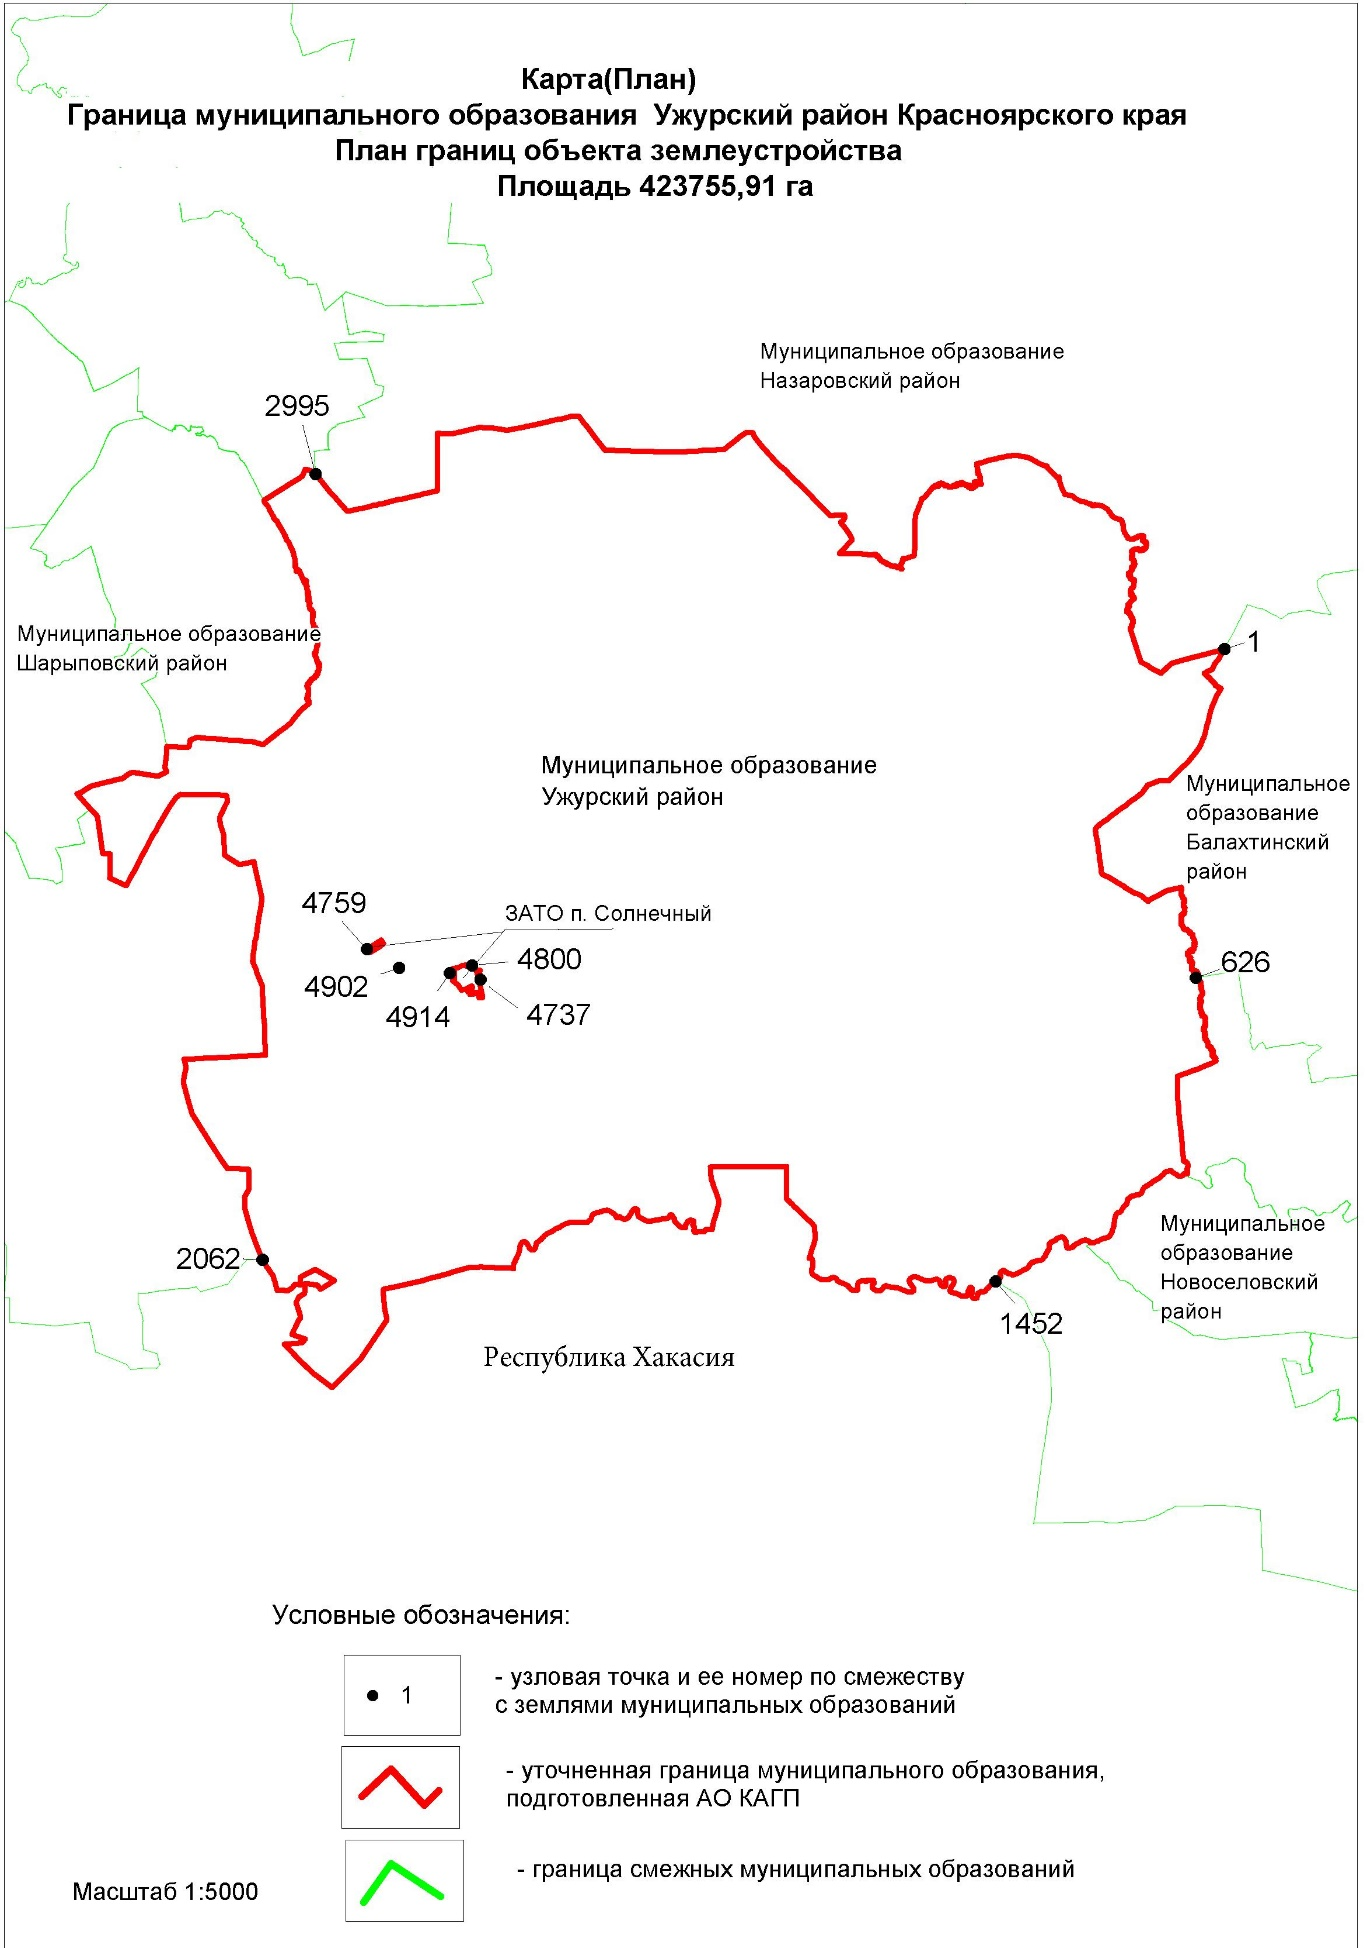 Карта(План)
Граница муниципального образования Ужурский район Красноярского края
План границ объекта землеустройства
Площадь 423755,91 га
Муниципальное образование
Назаровский район
2995
Муниципальное образование
Шарыповский район
1
Муниципальное образование
Ужурский район
Муниципальное
образование
Балахтинский
район
4759
ЗАТО п. Солнечный
4800
4902
4914
4737
626
2062
Муниципальное
образование
Новоселовский
район
1452
Республика Хакасия
Условные обозначения:
1
- узловая точка и ее номер по смежеству
с землями муниципальных образований
- уточненная граница муниципального образования,
подготовленная АО КАГП
- граница смежных муниципальных образований
Масштаб 1:5000